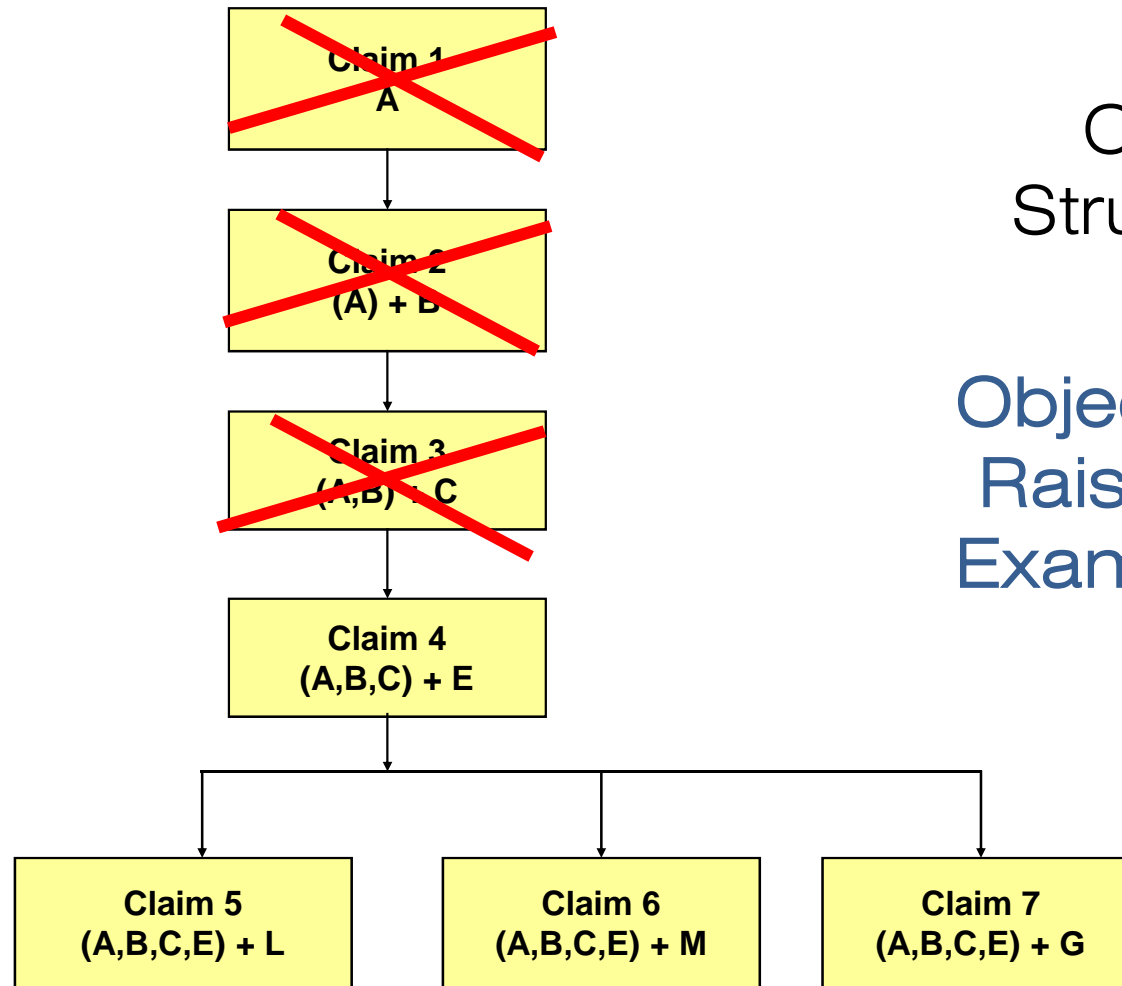 Claim 1
A
Claim 2
(A) + B
Claim 3
(A,B) + C
Claim 4
(A,B,C) + E
Claim 5
(A,B,C,E) + L
Claim 6
(A,B,C,E) + M
Claim 7
(A,B,C,E) + G